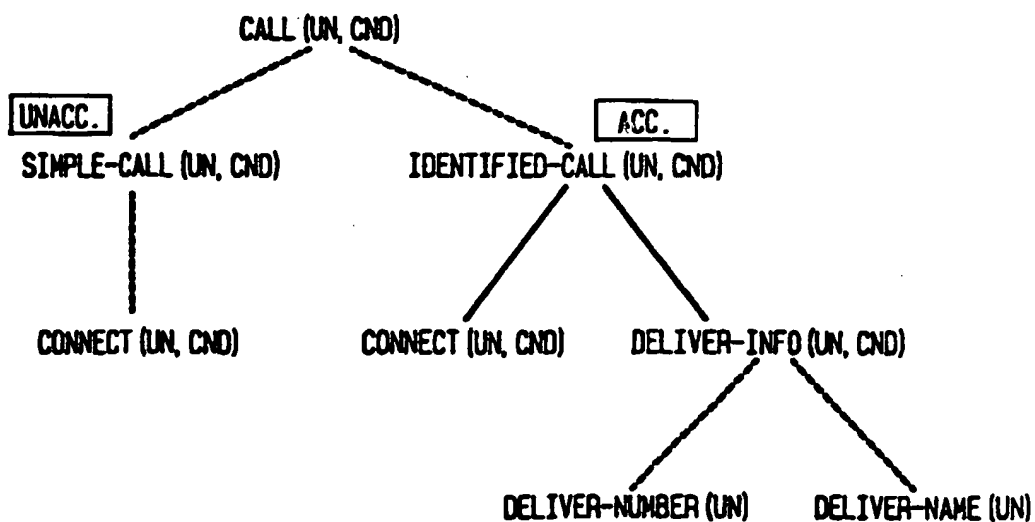 CALL (UN, CND)
UNACC.
ACC.
SIMPLE-CALL (UN, CND)
IDENTIFIED-CALL (UN, CND)
CONNECT (UN, CND)
CONNECT (UN, CND)
DELIVER-INFO (UN, CND)
DELIVER-NUMBER (UN)
DELIVER-NAME (UN)